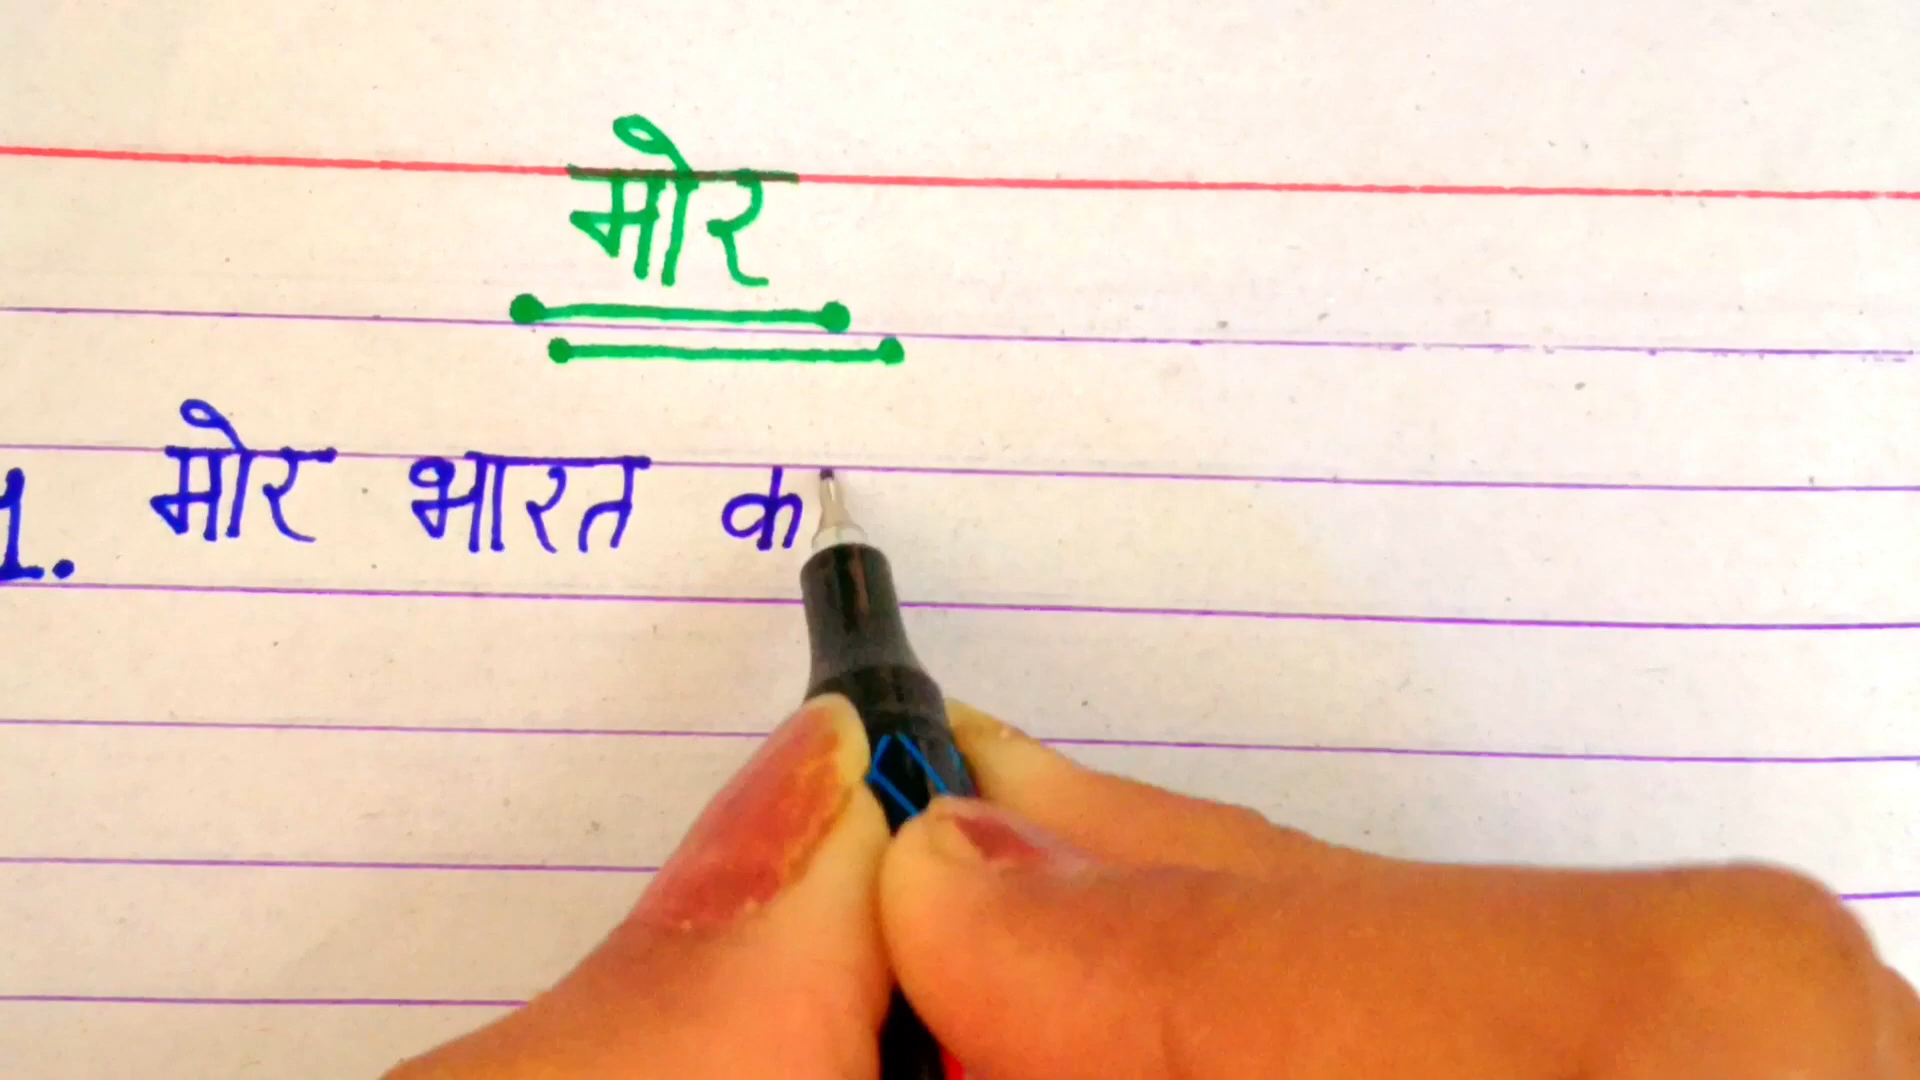 मोर
1. मोर भारत क